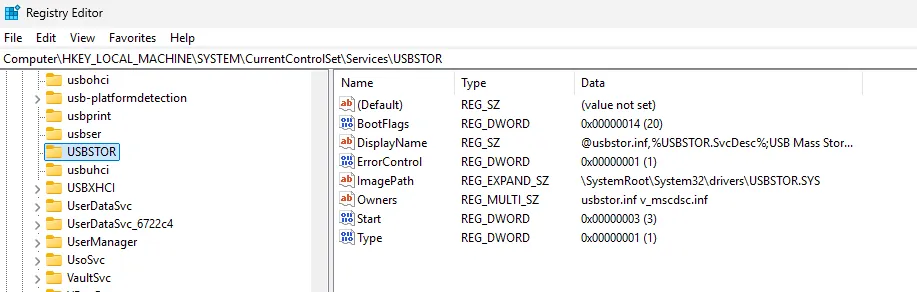 Registry Editor
File Edit View Favorites Help
Computer\HKEY_LOCAL_MACHINE\SYSTEM\CurrentControlSet\Services\USBSTOR
usbohci
usb-platformdetection
usbprint
usbser
USBSTOR
usbuhci
USBXHCI
UserDataSvc
UserDataSvc_6722c4
UserManager
UsoSvc
VaultSvc
Name Type Data
(Default) REG_SZ (value not set)
BootFlags REG_DWORD 0x00000014 (20)
DisplayName REG_SZ @usbstor.inf,%USBSTOR.SvcDesc%;USB Mass Stor...
ErrorControl REG_DWORD 0x00000001 (1)
ImagePath REG_EXPAND_SZ \SystemRoot\System32\drivers\USBSTOR.SYS
Owners REG_MULTI_SZ usbstor.inf v_mscdsc.inf
Start REG_DWORD 0x00000003 (3)
Type REG_DWORD 0x00000001 (1)